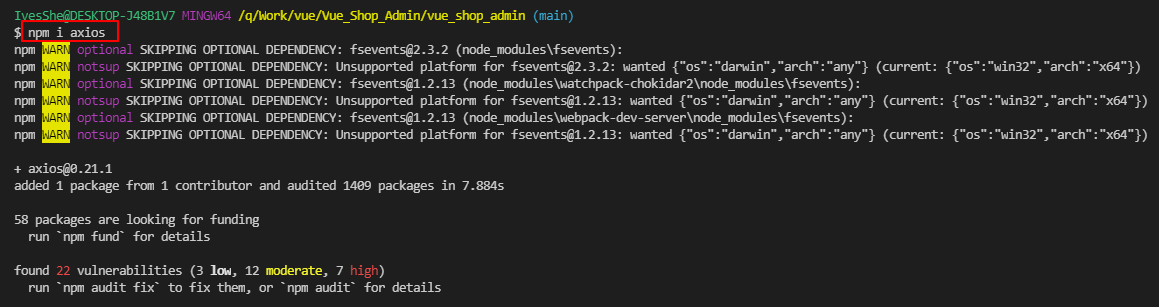 IvesShe@DESKTOP-J48B1V7 MINGW64 /q/Work/vue/Vue_Shop_Admin/vue_shop_admin (main)
$ npm i axios
npm WARN optional SKIPPING OPTIONAL DEPENDENCY: fsevents@2.3.2 (node_modules\fsevents):
npm WARN notsup SKIPPING OPTIONAL DEPENDENCY: Unsupported platform for fsevents@2.3.2: wanted {"os":"darwin","arch":"any"} (current: {"os":"win32","arch":"x64"})
npm WARN optional SKIPPING OPTIONAL DEPENDENCY: fsevents@1.2.13 (node_modules\watchpack-chokidar2\node_modules\fsevents):
npm WARN notsup SKIPPING OPTIONAL DEPENDENCY: Unsupported platform for fsevents@1.2.13: wanted {"os":"darwin","arch":"any"} (current: {"os":"win32","arch":"x64"})
npm WARN optional SKIPPING OPTIONAL DEPENDENCY: fsevents@1.2.13 (node_modules\webpack-dev-server\node_modules\fsevents):
npm WARN notsup SKIPPING OPTIONAL DEPENDENCY: Unsupported platform for fsevents@1.2.13: wanted {"os":"darwin","arch":"any"} (current: {"os":"win32","arch":"x64"})
+ axios@0.21.1
added 1 package from 1 contributor and audited 1409 packages in 7.884s
58 packages are looking for funding
run `npm fund` for details
found 22 vulnerabilities (3 low, 12 moderate, 7 high)
run `npm audit fix` to fix them, or `npm audit` for details